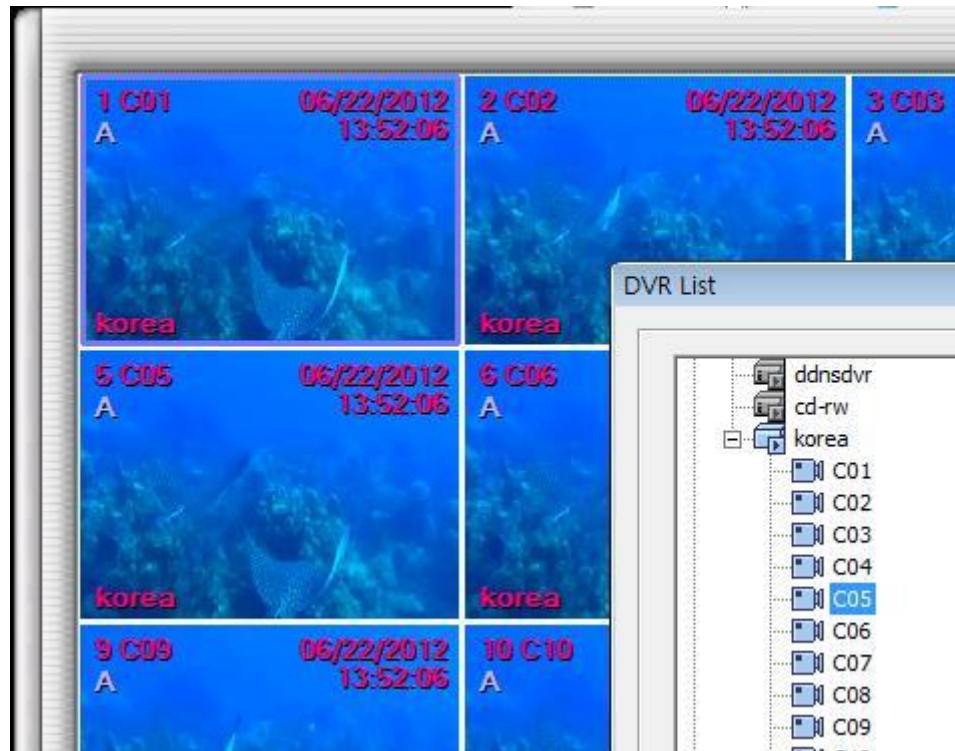 1 C01 06/22/2012
A 13:52:06
korea
2 C02 06/22/2012
A 13:52:06
korea
3 C03
A
5 C05 06/22/2012
A 13:52:06
korea
6 C06
A
korea
9 C09 06/22/2012
A 13:52:06
10 C10
A
DVR List
ddnsdvr
cd-rw
korea
C01
C02
C03
C04
C05
C06
C07
C08
C09